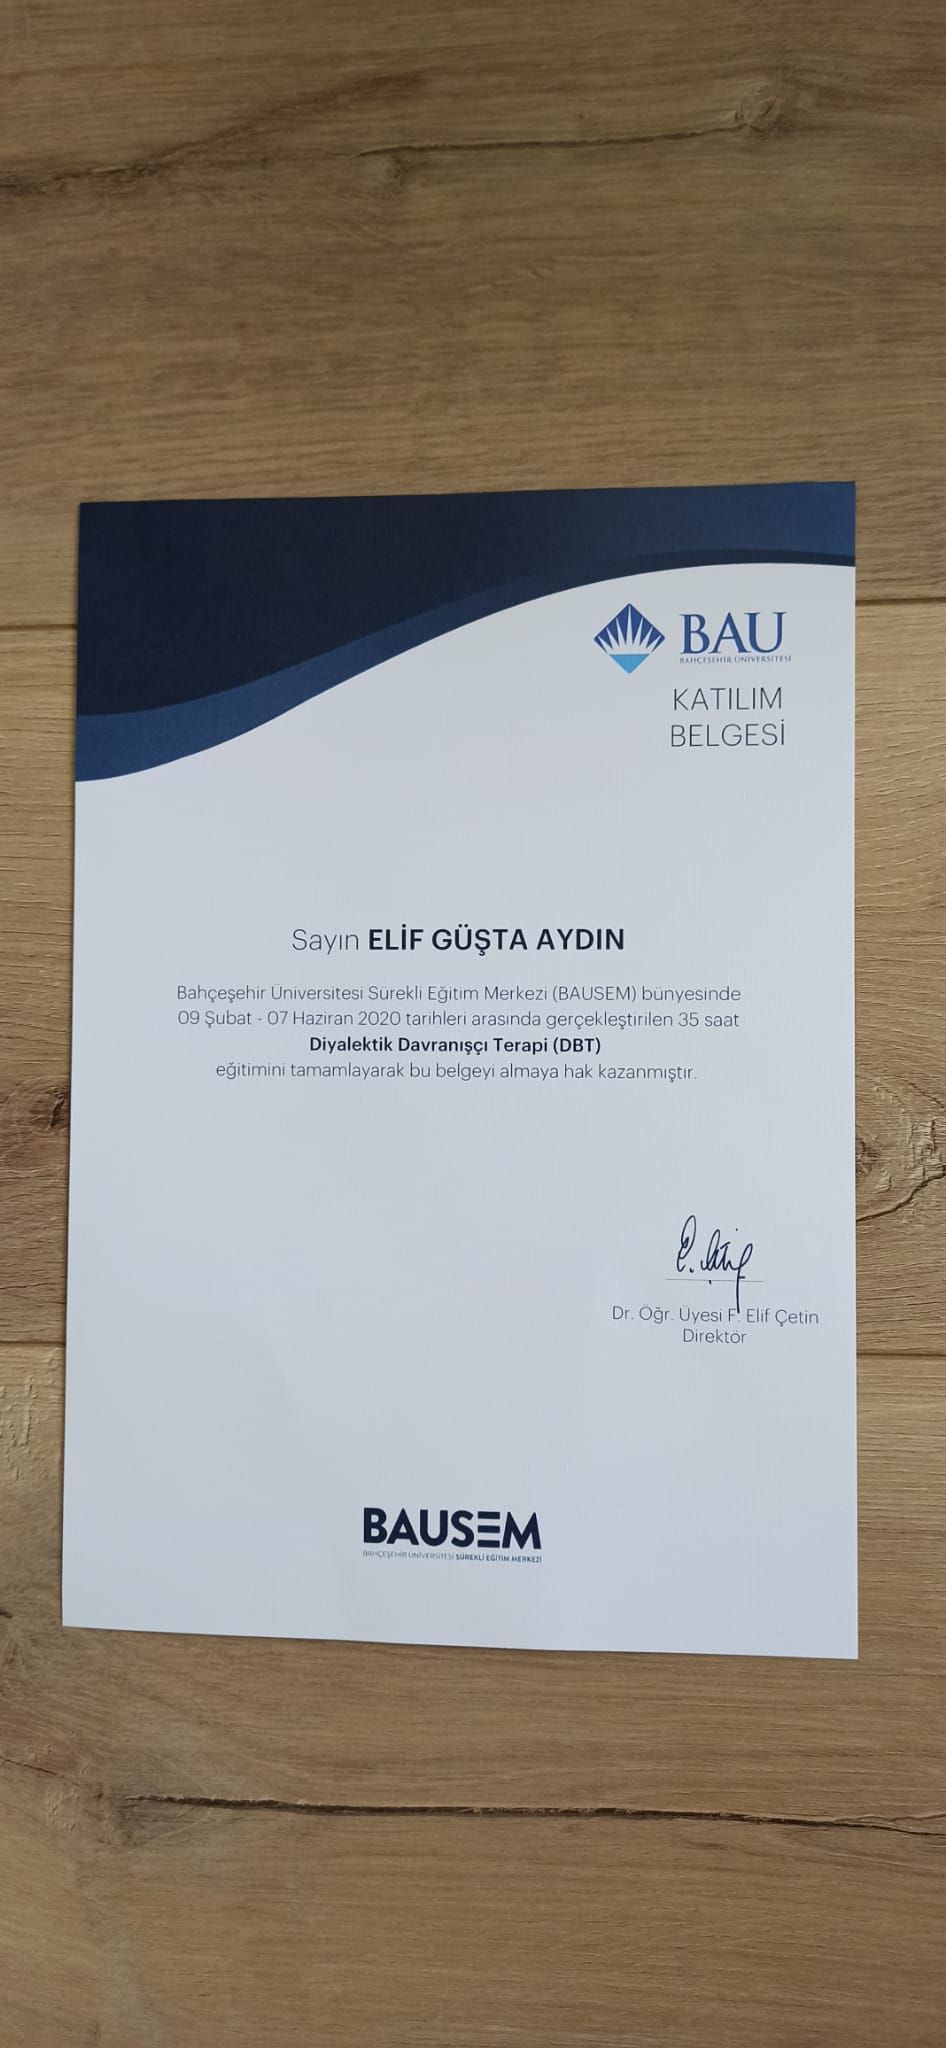 BAU
BAHÇEŞEHİR ÜNİVERSİTESİ
KATILIM
BELGESİ
Sayın ELİF GÜŞTA AYDIN
Bahçeşehir Üniversitesi Sürekli Eğitim Merkezi (BAUSEM) bünyesinde
09 Şubat - 07 Haziran 2020 tarihleri arasında gerçekleştirilen 35 saat
Diyalektik Davranışçı Terapi (DBT)
eğitimini tamamlayarak bu belgeyi almaya hak kazanmıştır.
Dr. Öğr. Üyesi F. Elif Çetin
Direktör
BAUSEM
BAHÇEŞEHİR ÜNİVERSİTESİ SÜREKLİ EĞİTİM MERKEZİ